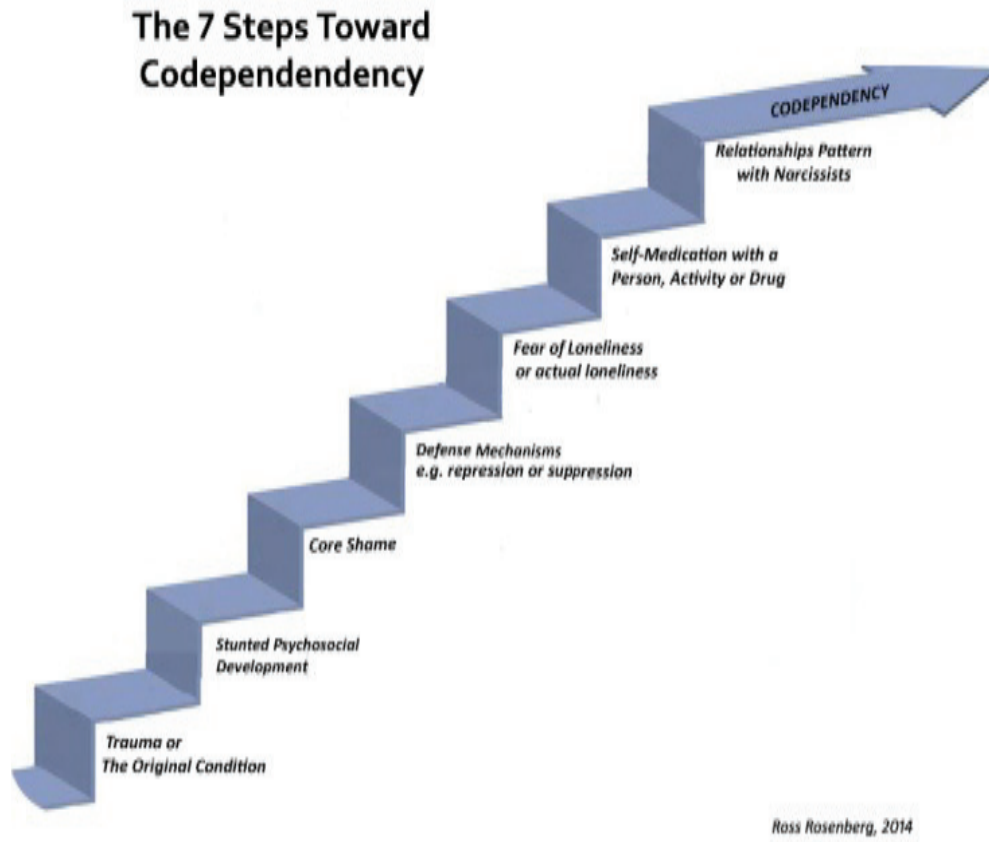 The 7 Steps Toward
Codependendency
CODEPENDENCY
Relationships Pattern
with Narcissists
Self-Medication with a
Person, Activity or Drug
Fear of Loneliness
or actual loneliness
Defense Mechanisms
e.g. repression or suppression
Core Shame
Stunted Psychosocial
Development
Trauma or
The Original Condition
Ross Rosenberg, 2014